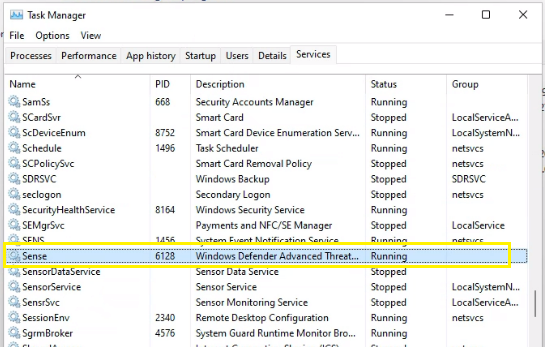 Task Manager
File Options View
Processes Performance App history Startup Users Details Services
Name PID Description Status Group
SamSs 668 Security Accounts Manager Running
SCardSvr Smart Card Stopped LocalServiceA...
ScDeviceEnum 8752 Smart Card Device Enumeration Serv... Running LocalSystemN...
Schedule 1496 Task Scheduler Running netsvcs
SCPolicySvc Smart Card Removal Policy Stopped netsvcs
SDRSVC Windows Backup Stopped SDRSVC
seclogon Secondary Logon Stopped netsvcs
SecurityHealthService 8164 Windows Security Service Running
SEMgrSvc Payments and NFC/SE Manager Stopped LocalService
SENS 1456 System Event Notification Service Running netsvcs
Sense 6128 Windows Defender Advanced Threat... Running
SensorDataService Sensor Data Service Stopped
SensorService Sensor Service Stopped LocalSystemN...
SensrSvc Sensor Monitoring Service Stopped LocalServiceA...
SessionEnv 2340 Remote Desktop Configuration Running netsvcs
SgrmBroker 4576 System Guard Runtime Monitor Bro... Running